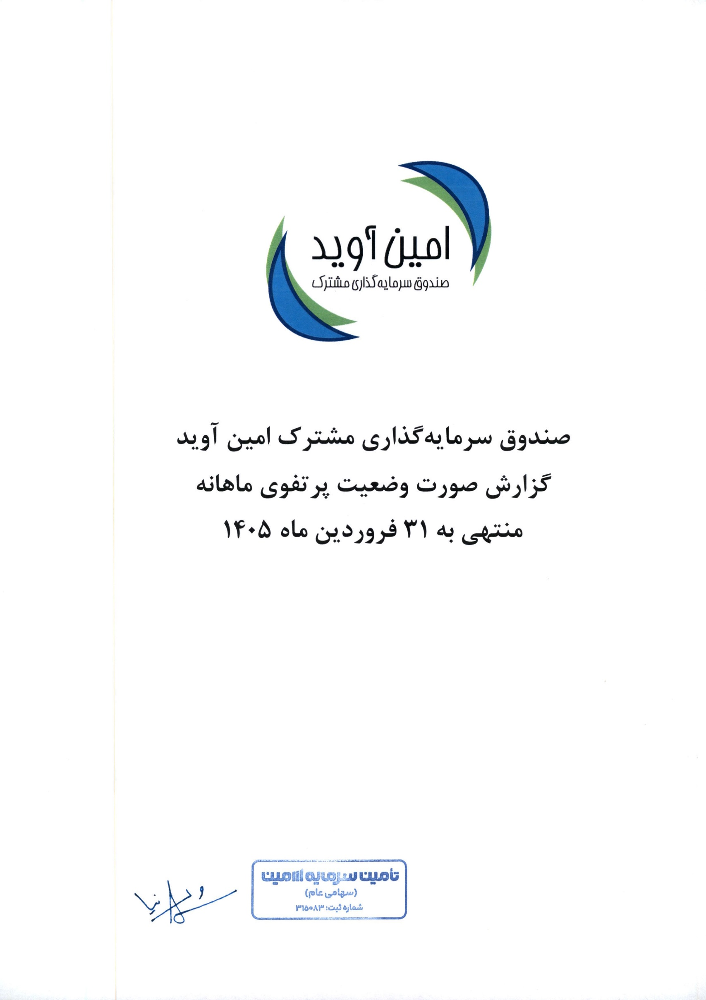 امین آوید
صندوق سرمایه‌گذاری مشترک
صندوق سرمایه‌گذاری مشترک امین آوید
گزارش صورت وضعیت پرتفوی ماهانه
منتهی به ۳۱ فروردین ماه ۱۴۰۵
تأمین سرمایه امین
(سهامی عام)
شماره ثبت: ۳۱۵۰۸۳